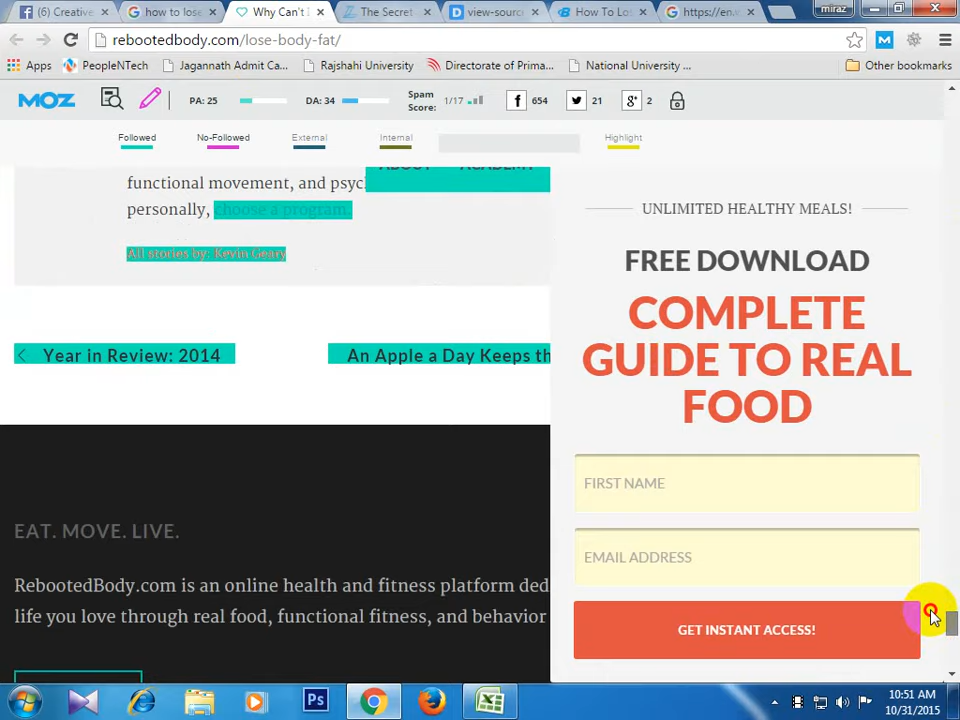 (6) Creative
how to lose
Why Can't I
The Secret
view-sourc
How To Los
https://en.w
miraz
rebootedbody.com/lose-body-fat/
Apps
PeopleNTech
Jagannath Admit Ca...
Rajshahi University
Directorate of Prima...
National University ...
Other bookmarks
MOZ
PA: 25
DA: 34
Spam Score:
1/17
654
21
2
Followed
No-Followed
External
Internal
Highlight
ABOUT
ACADEMY
functional movement, and psyc
personally, choose a program.
All stories by: Kevin Geary
Year in Review: 2014
An Apple a Day Keeps th
EAT. MOVE. LIVE.
RebootedBody.com is an online health and fitness platform ded
life you love through real food, functional fitness, and behavior
UNLIMITED HEALTHY MEALS!
FREE DOWNLOAD
COMPLETE
GUIDE TO REAL
FOOD
FIRST NAME
EMAIL ADDRESS
GET INSTANT ACCESS!
Ps
10:51 AM
10/31/2015